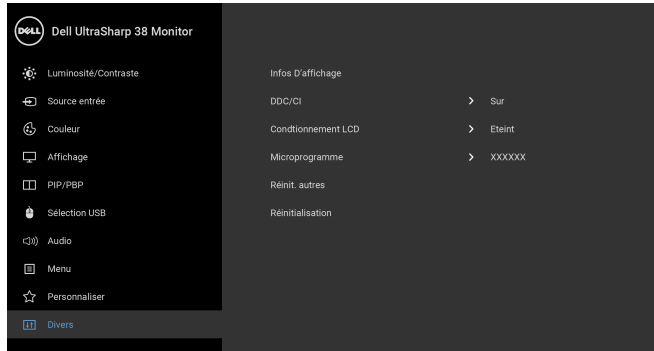 DELL Dell UltraSharp 38 Monitor
Luminosité/Contraste Infos D'affichage
Source entrée DDC/CI > Sur
Couleur Condtionnement LCD > Eteint
Affichage Microprogramme > XXXXXX
PIP/PBP Réinit. autres
Sélection USB Réinitialisation
Audio
Menu
Personnaliser
Divers